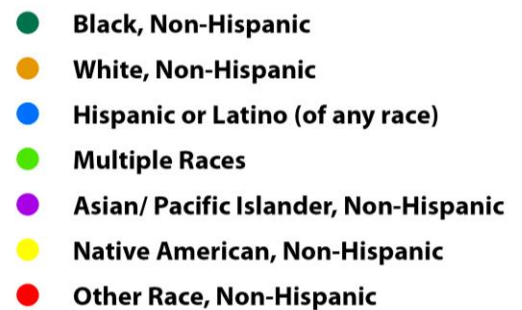 Black, Non-Hispanic
White, Non-Hispanic
Hispanic or Latino (of any race)
Multiple Races
Asian/ Pacific Islander, Non-Hispanic
Native American, Non-Hispanic
Other Race, Non-Hispanic